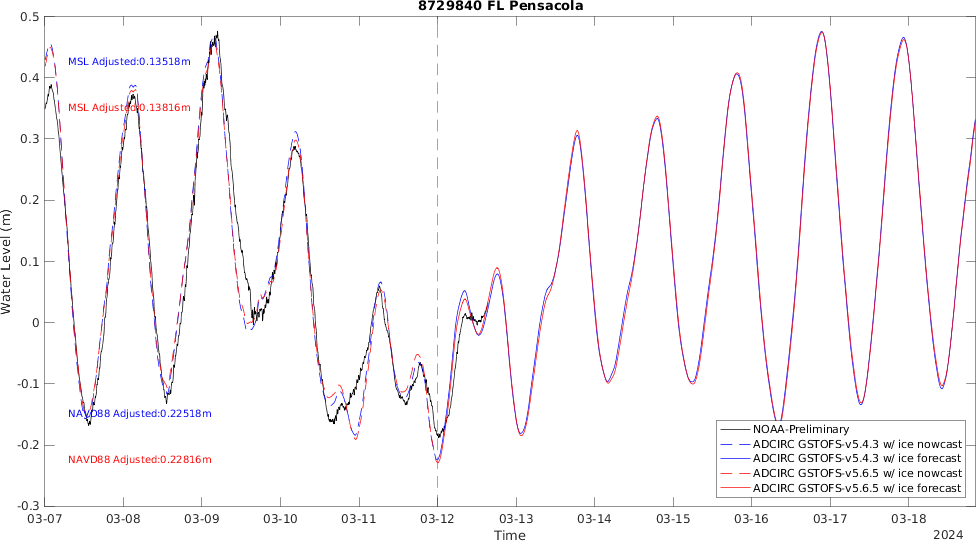 8729840 FL Pensacola
0.5
0.4
0.3
0.2
0.1
0
-0.1
-0.2
-0.3
Water Level (m)
MSL Adjusted:0.13518m
MSL Adjusted:0.13816m
NAVD88 Adjusted:0.22518m
NAVD88 Adjusted:0.22816m
NOAA-Preliminary
ADCIRC GSTOFS-v5.4.3 w/ ice nowcast
ADCIRC GSTOFS-v5.4.3 w/ ice forecast
ADCIRC GSTOFS-v5.6.5 w/ ice nowcast
ADCIRC GSTOFS-v5.6.5 w/ ice forecast
03-07 03-08 03-09 03-10 03-11 03-12 03-13 03-14 03-15 03-16 03-17 03-18
Time
2024